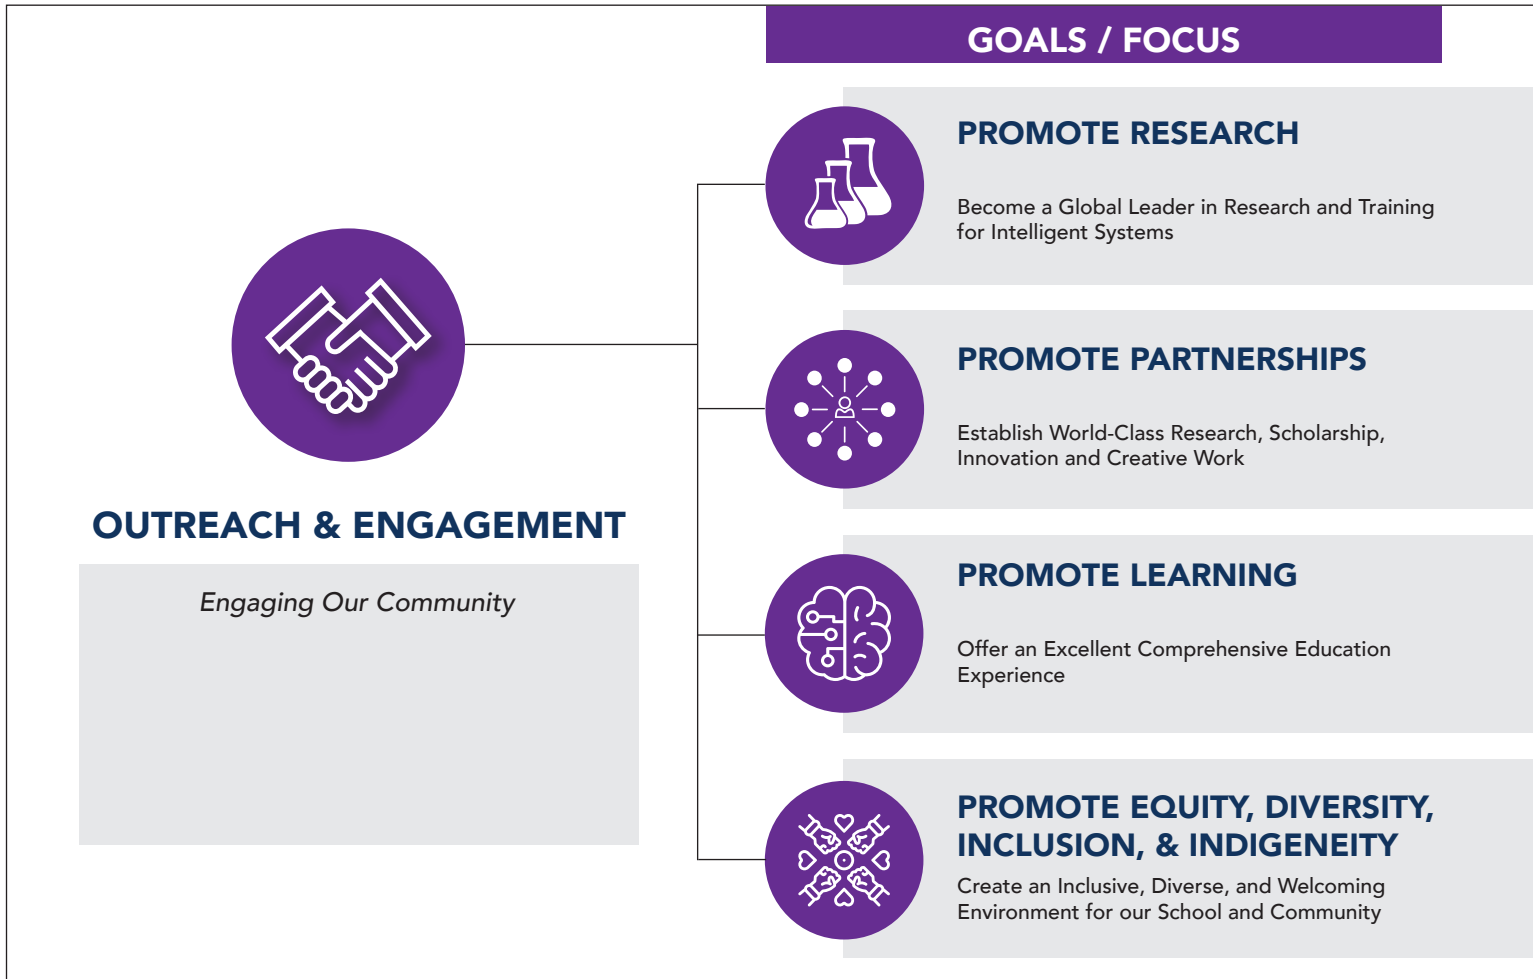 GOALS / FOCUS
PROMOTE RESEARCH
Become a Global Leader in Research and Training
for Intelligent Systems
PROMOTE PARTNERSHIPS
Establish World-Class Research, Scholarship,
Innovation and Creative Work
OUTREACH & ENGAGEMENT
Engaging Our Community
PROMOTE LEARNING
Offer an Excellent Comprehensive Education
Experience
PROMOTE EQUITY, DIVERSITY,
INCLUSION, & INDIGENEITY
Create an Inclusive, Diverse, and Welcoming
Environment for our School and Community